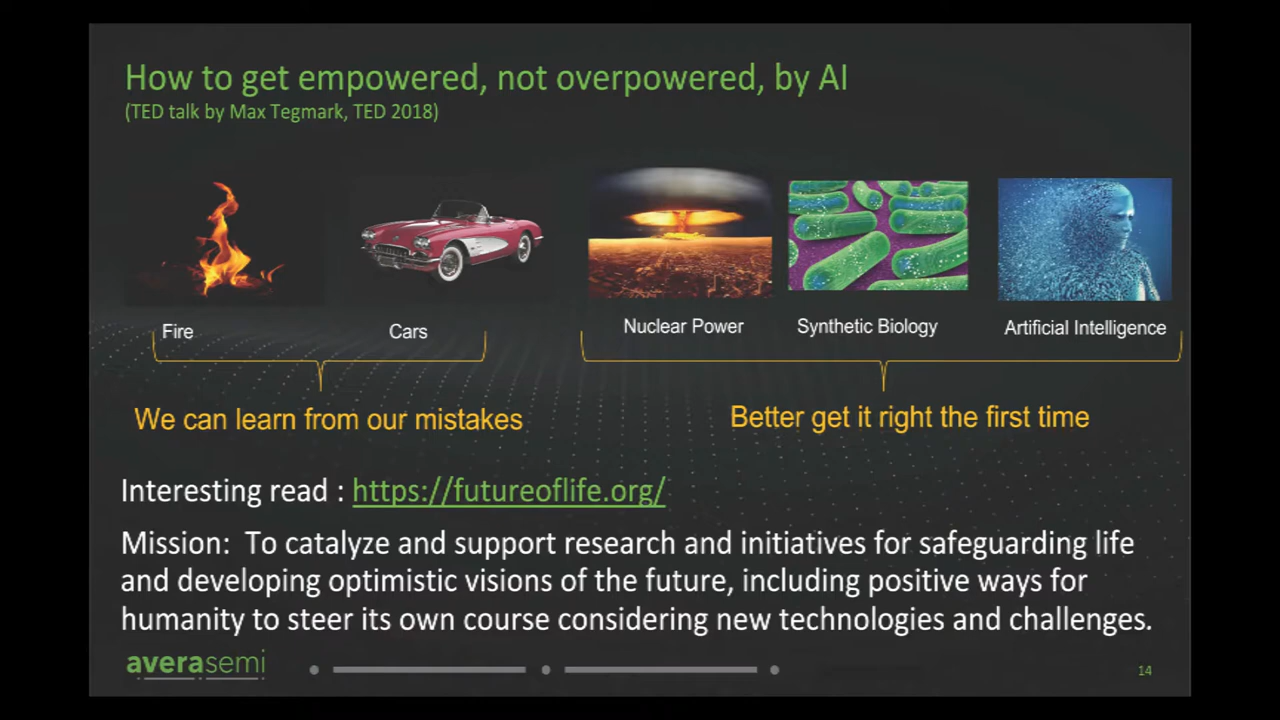 How to get empowered, not overpowered, by AI
(TED talk by Max Tegmark, TED 2018)
Fire
Cars
Nuclear Power
Synthetic Biology
Artificial Intelligence
We can learn from our mistakes
Better get it right the first time
Interesting read : https://futureoflife.org/
Mission: To catalyze and support research and initiatives for safeguarding life
and developing optimistic visions of the future, including positive ways for
humanity to steer its own course considering new technologies and challenges.
averasemi
14